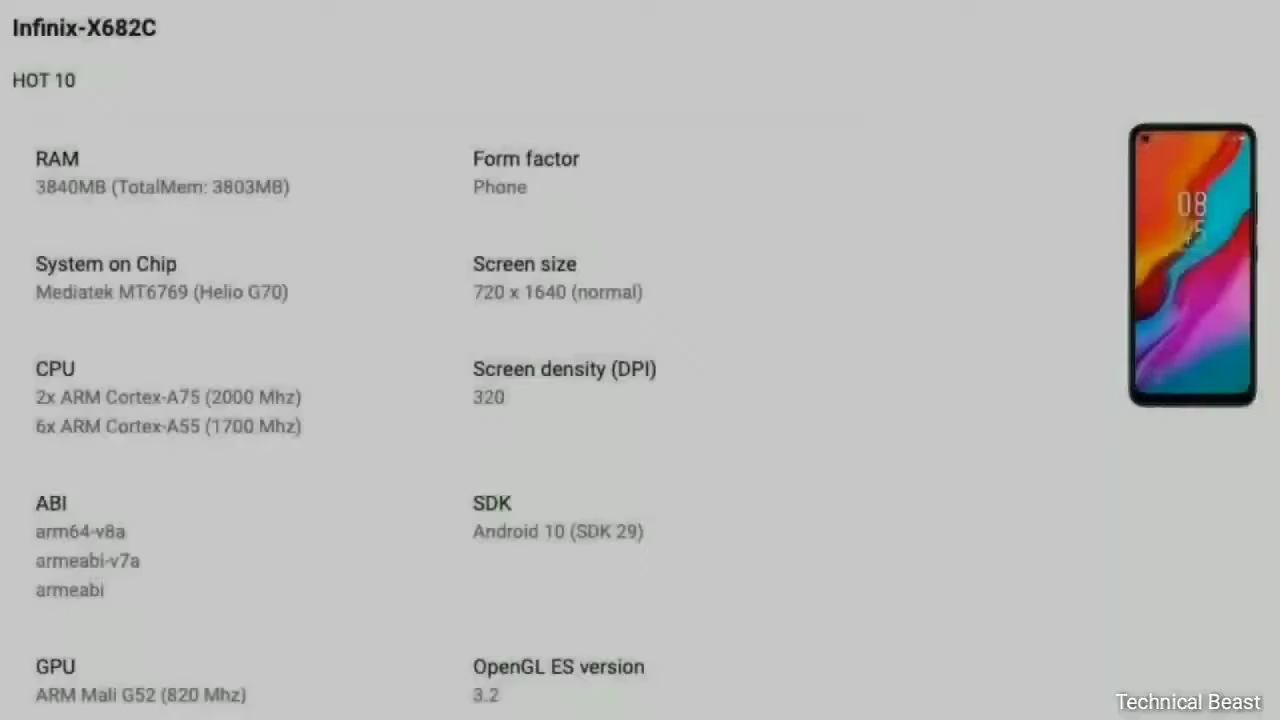 Infinix-X682C
HOT 10
RAM
3840MB (TotalMem: 3803MB)
Form factor
Phone
System on Chip
Mediatek MT6769 (Helio G70)
Screen size
720 x 1640 (normal)
CPU
2x ARM Cortex-A75 (2000 Mhz)
6x ARM Cortex-A55 (1700 Mhz)
Screen density (DPI)
320
ABI
arm64-v8a
armeabi-v7a
armeabi
SDK
Android 10 (SDK 29)
GPU
ARM Mali G52 (820 Mhz)
OpenGL ES version
3.2
08
45
Technical Beast